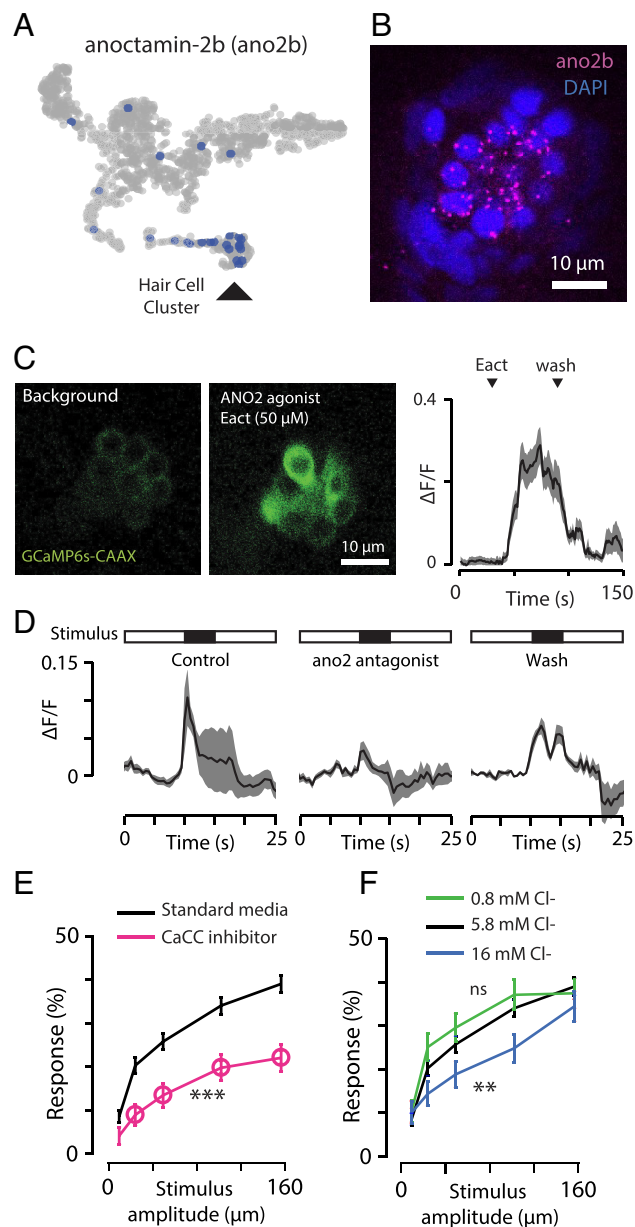 A
anoctamin-2b (ano2b)
Hair Cell
Cluster
B
ano2b
DAPI
10 µm
C
Background
GCaMP6s-CAAX
ANO2 agonist
Eact (50 µM)
10 µm
Eact wash
0.4
ΔF/F
0
0 150
Time (s)
D
Stimulus
Control ano2 antagonist Wash
0.15
ΔF/F
0
0 25 0 25 0 25
Time (s) Time (s) Time (s)
E
Standard media
CaCC inhibitor
50
Response (%)
0
***
0 160
Stimulus
amplitude (µm)
F
0.8 mM Cl-
5.8 mM Cl-
16 mM Cl-
50
Response (%)
0
ns
**
0 160
Stimulus
amplitude (µm)